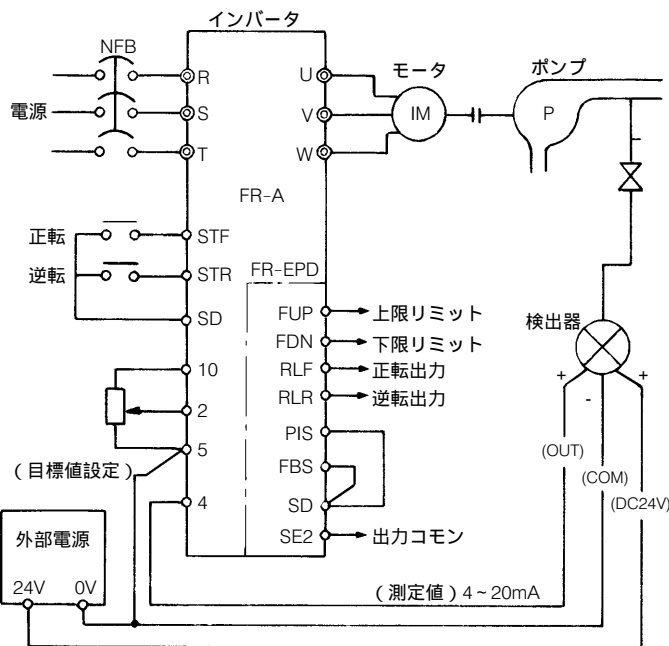 インバータ
NFB
R
U
モータ
ポンプ
電源
S
V
IM
P
T
W
FR-A
正転
STF
逆転
STR
FR-EPD
SD
FUP
上限リミット
検出器
FDN
下限リミット
10
RLF
正転出力
+
+
2
RLR
逆転出力
-
PIS
5
(OUT)
(目標値設定)
FBS
(COM)
4
SD
(DC24V)
外部電源
SE2
出力コモン
24V
0V
(測定値)4~20mA